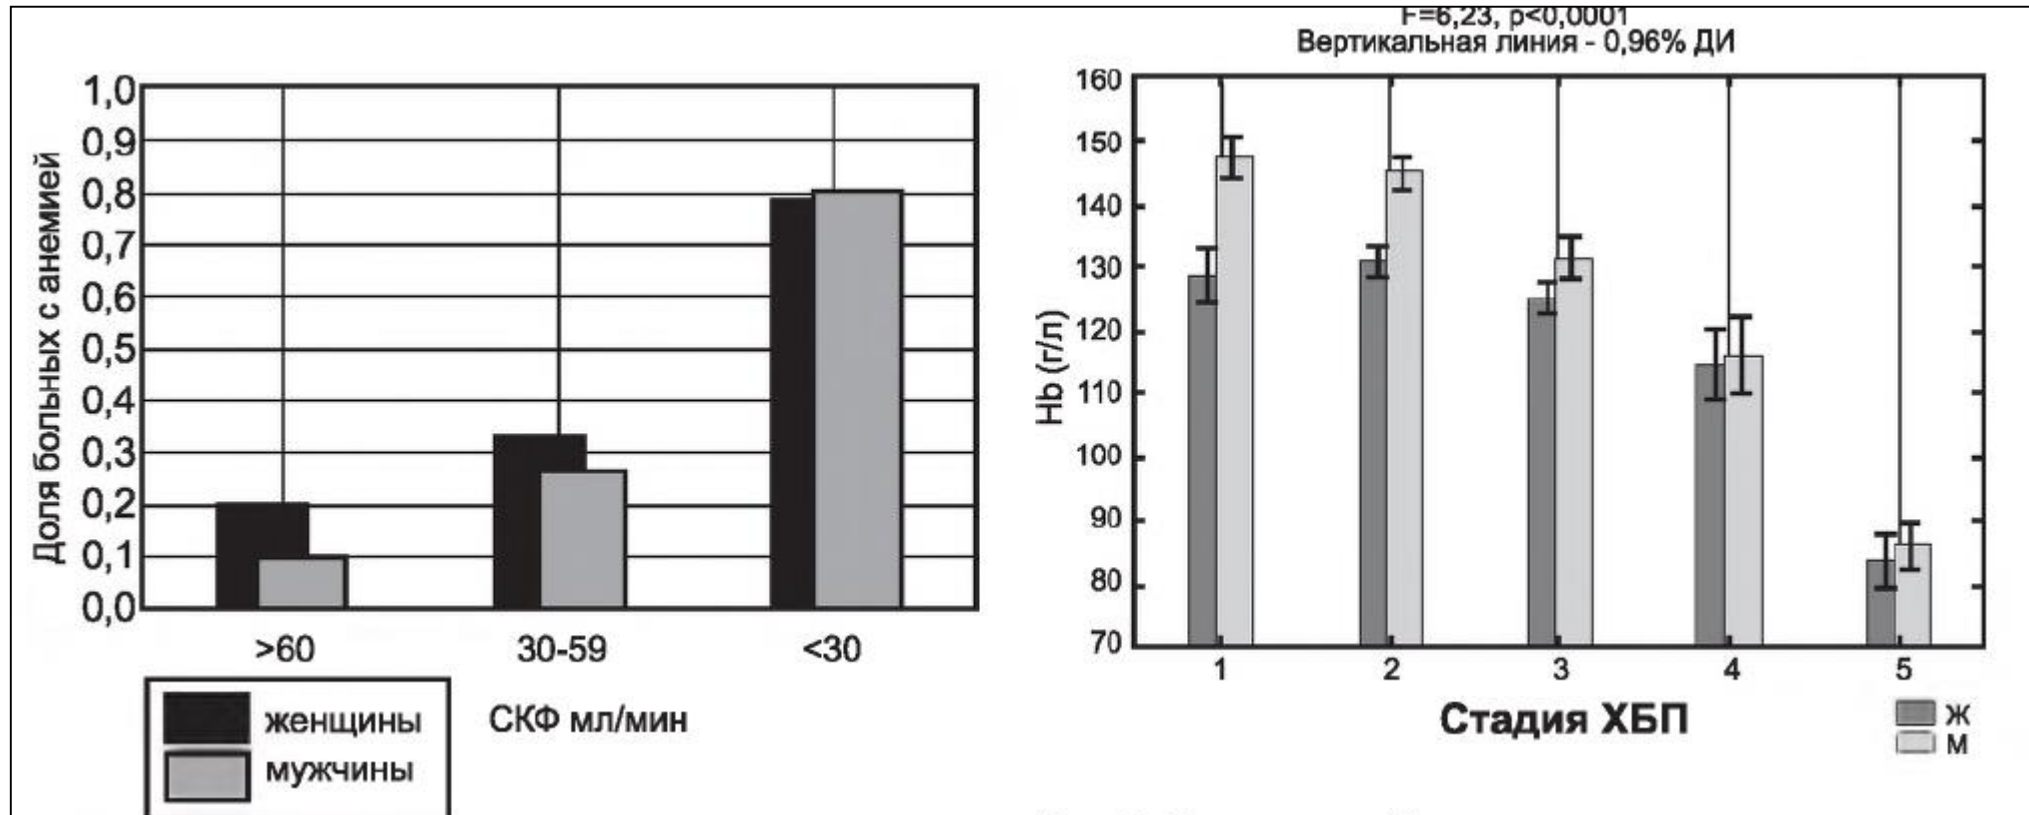 1,0
0,9
0,8
0,7
0,6
0,5
0,4
0,3
0,2
0,1
0,0
Доля больных с анемией
>60 30-59 <30
СКФ мл/мин
женщины
мужчины
F=6,23, p<0,0001
Вертикальная линия - 0,96% ДИ
160
150
140
130
120
110
100
90
80
70
Hb (г/л)
1 2 3 4 5
Стадия ХБП
Ж
М